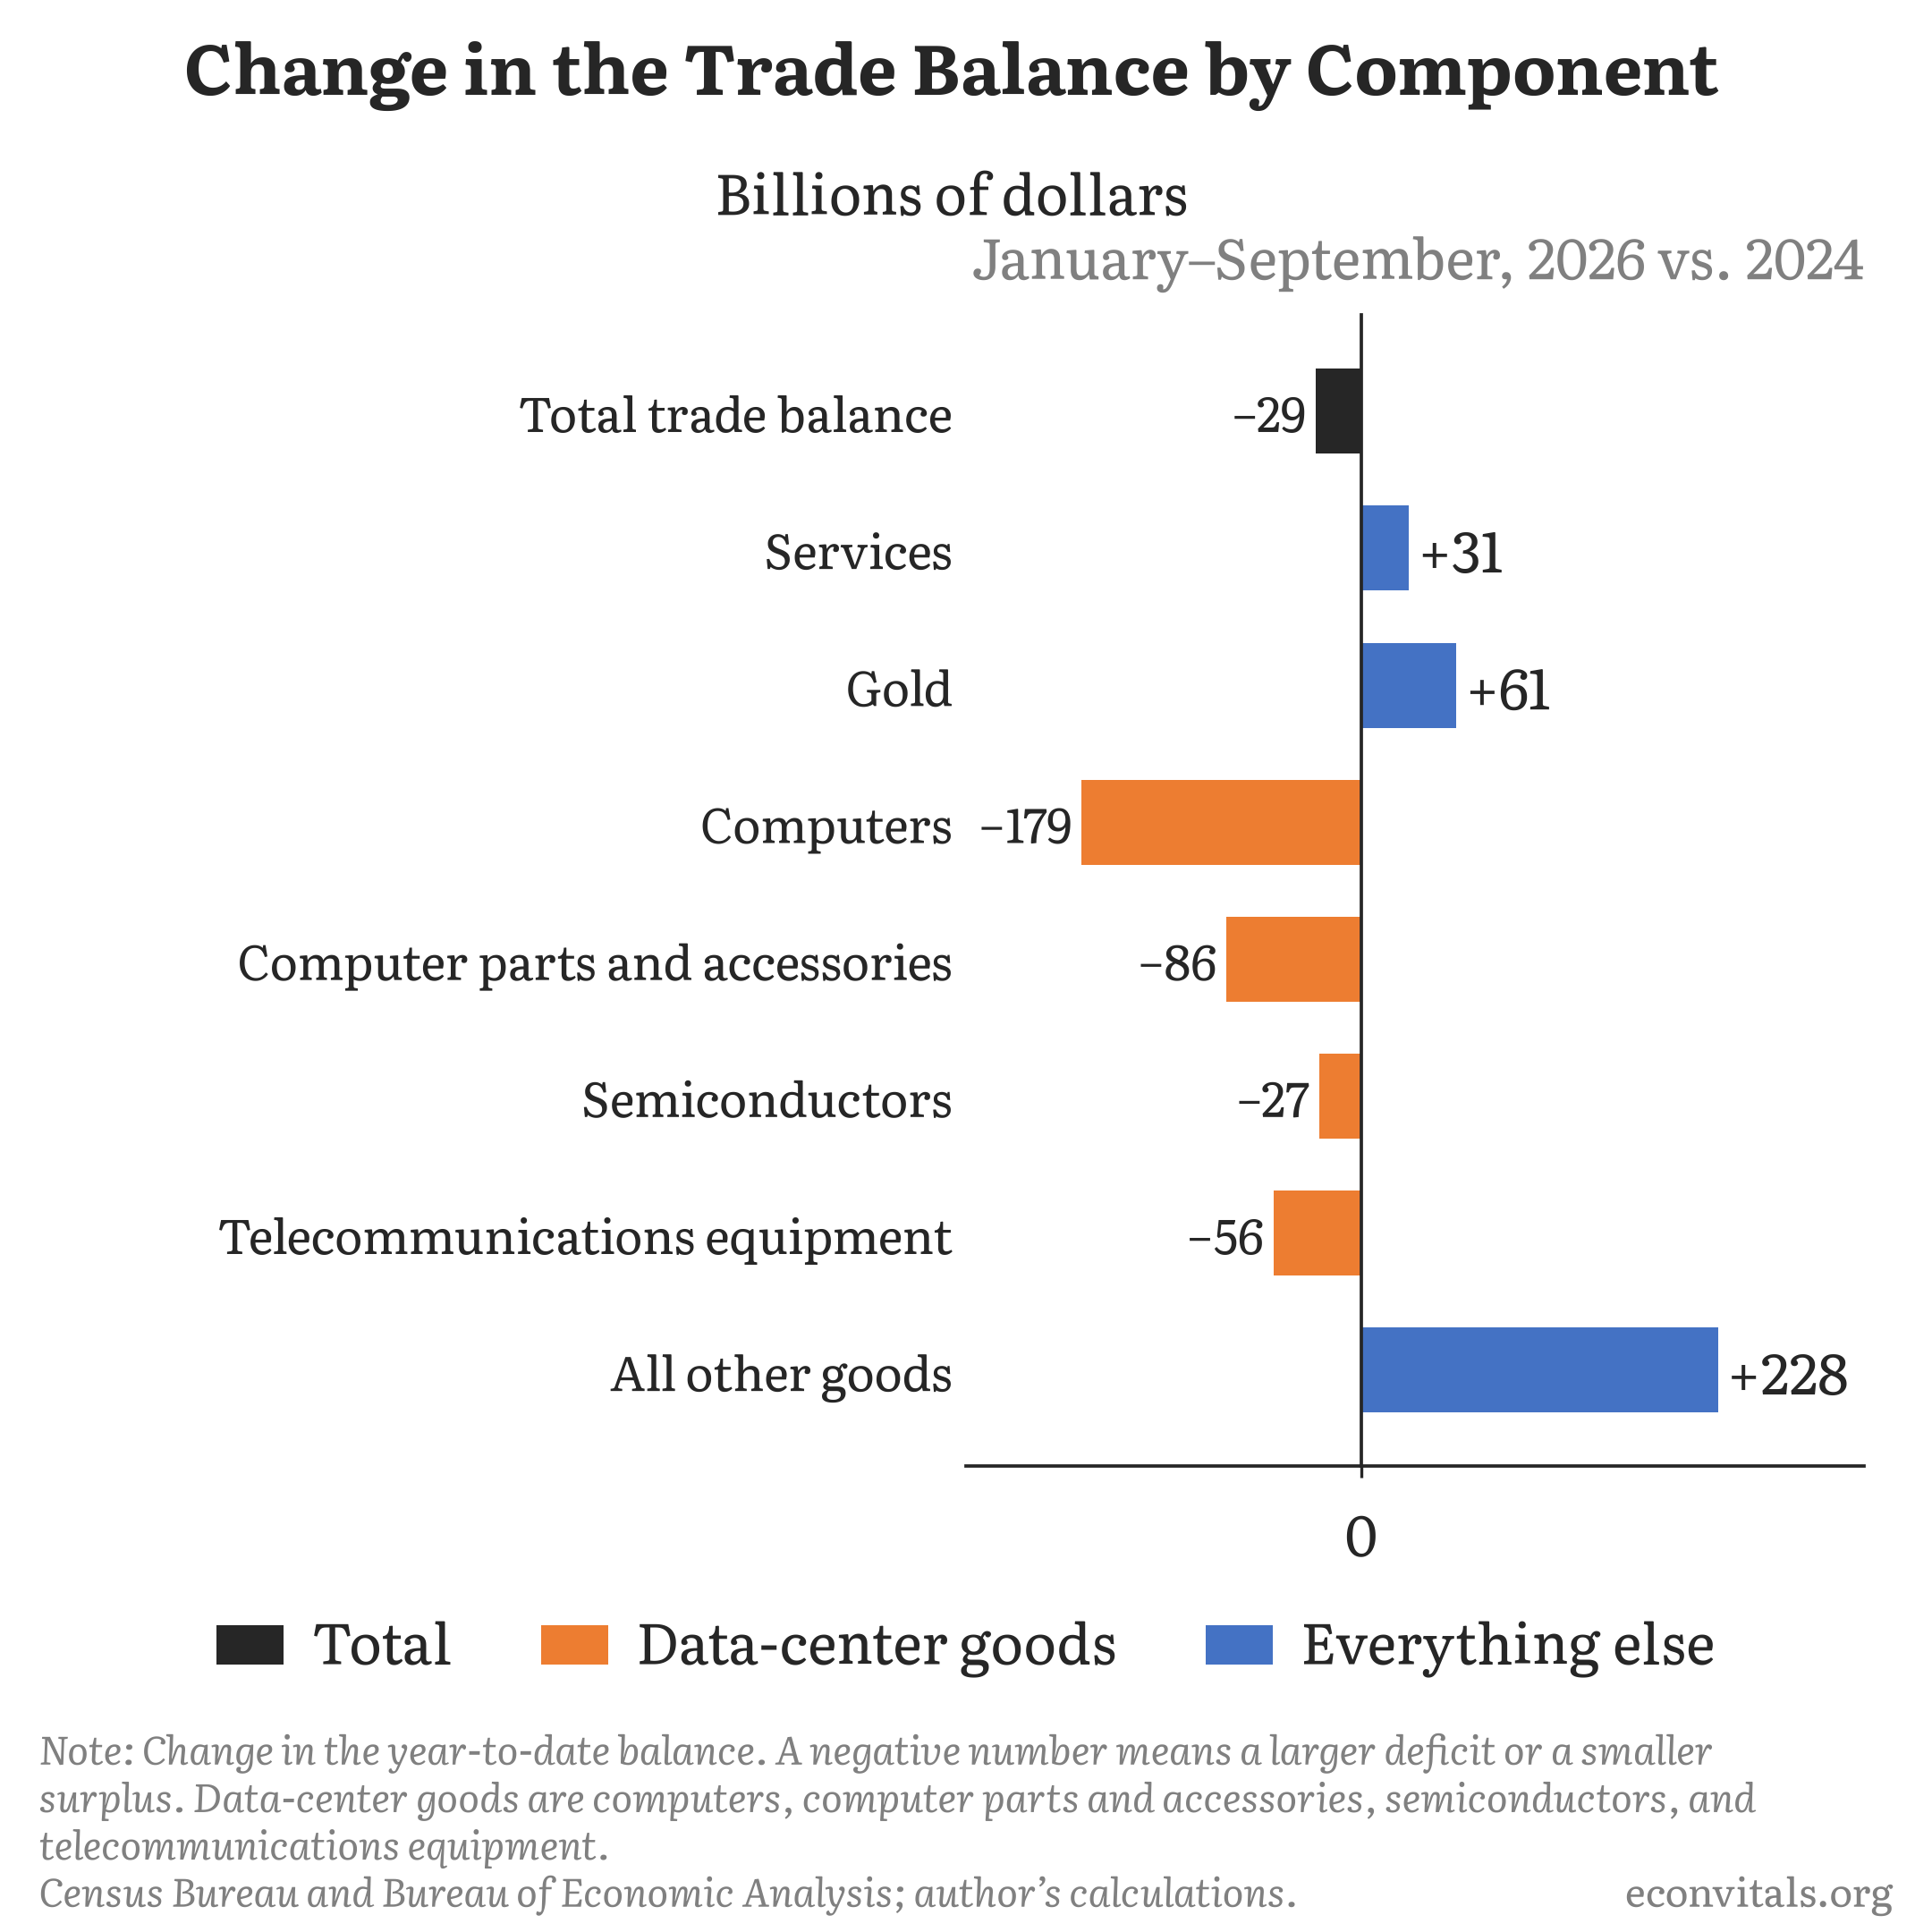 Change in the Trade Balance by Component
Billions of dollars
January–September, 2026 vs. 2024
Total trade balance –29
Services +31
Gold +61
Computers –179
Computer parts and accessories –86
Semiconductors –27
Telecommunications equipment –56
All other goods +228
0
Total Data-center goods Everything else
Note: Change in the year-to-date balance. A negative number means a larger deficit or a smaller
surplus. Data-center goods are computers, computer parts and accessories, semiconductors, and
telecommunications equipment.
Census Bureau and Bureau of Economic Analysis; author’s calculations. econvitals.org